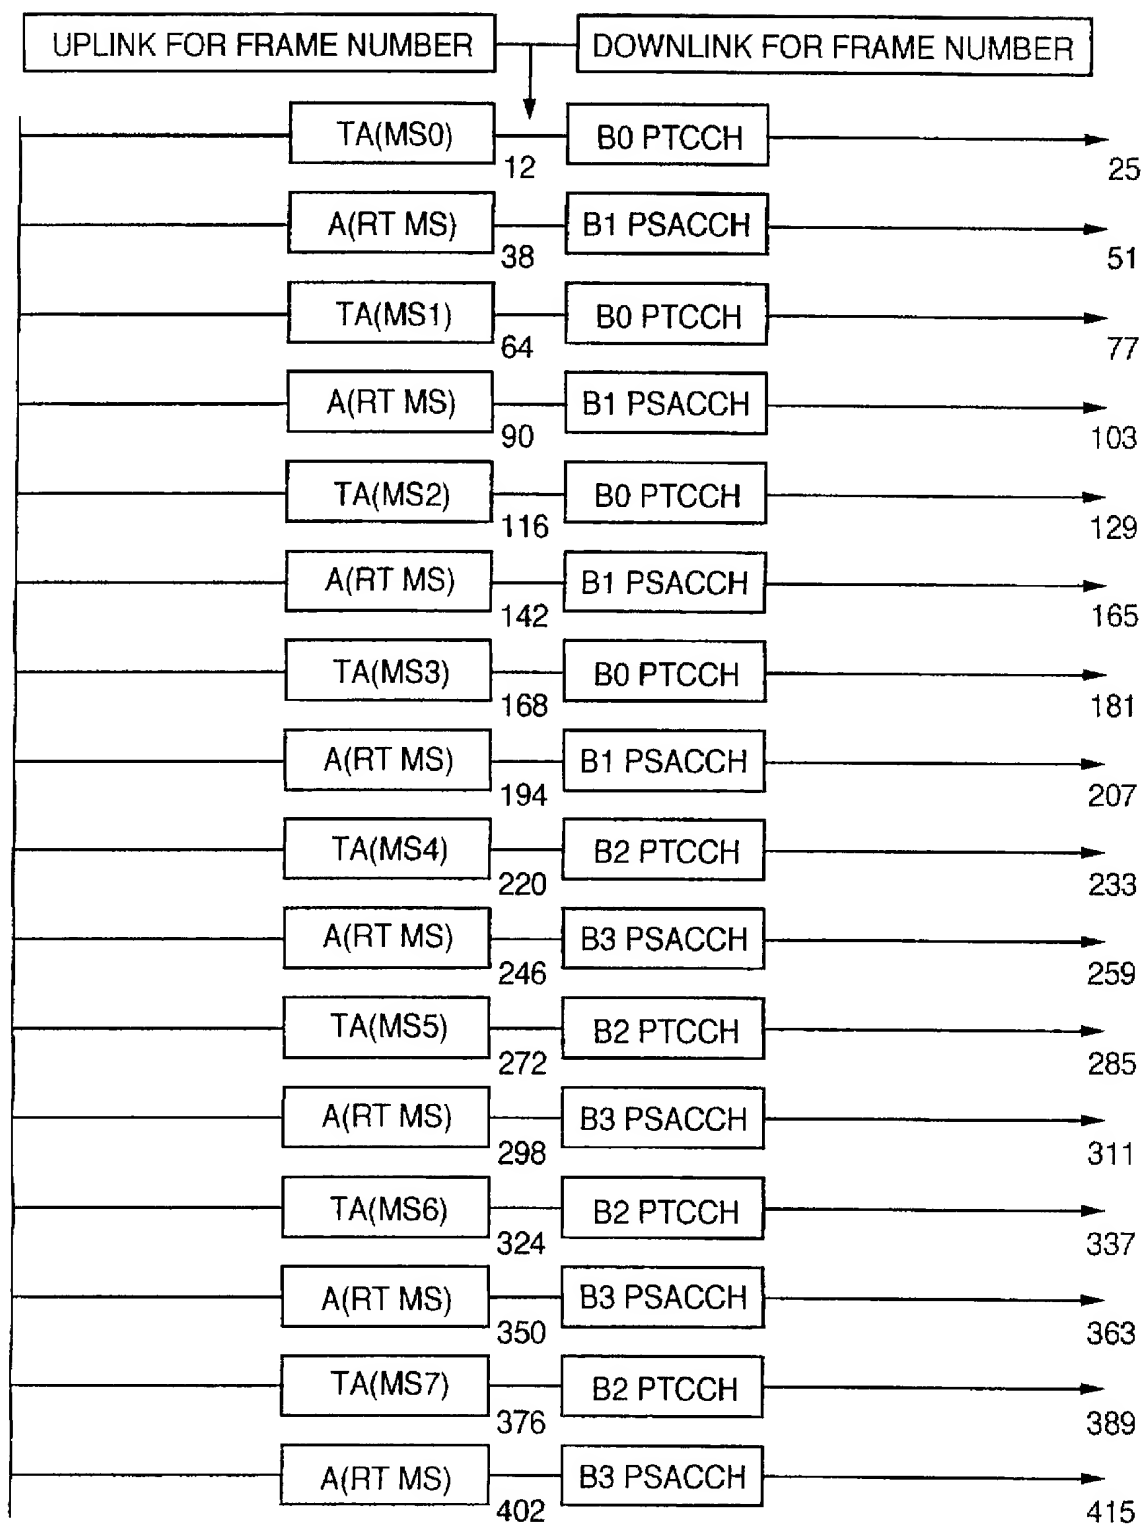 UPLINK FOR FRAME NUMBER DOWNLINK FOR FRAME NUMBER
TA(MS0) B0 PTCCH
12 25
A(RT MS) B1 PSACCH
38 51
TA(MS1) B0 PTCCH
64 77
A(RT MS) B1 PSACCH
90 103
TA(MS2) B0 PTCCH
116 129
A(RT MS) B1 PSACCH
142 165
TA(MS3) B0 PTCCH
168 181
A(RT MS) B1 PSACCH
194 207
TA(MS4) B2 PTCCH
220 233
A(RT MS) B3 PSACCH
246 259
TA(MS5) B2 PTCCH
272 285
A(RT MS) B3 PSACCH
298 311
TA(MS6) B2 PTCCH
324 337
A(RT MS) B3 PSACCH
350 363
TA(MS7) B2 PTCCH
376 389
A(RT MS) B3 PSACCH
402 415